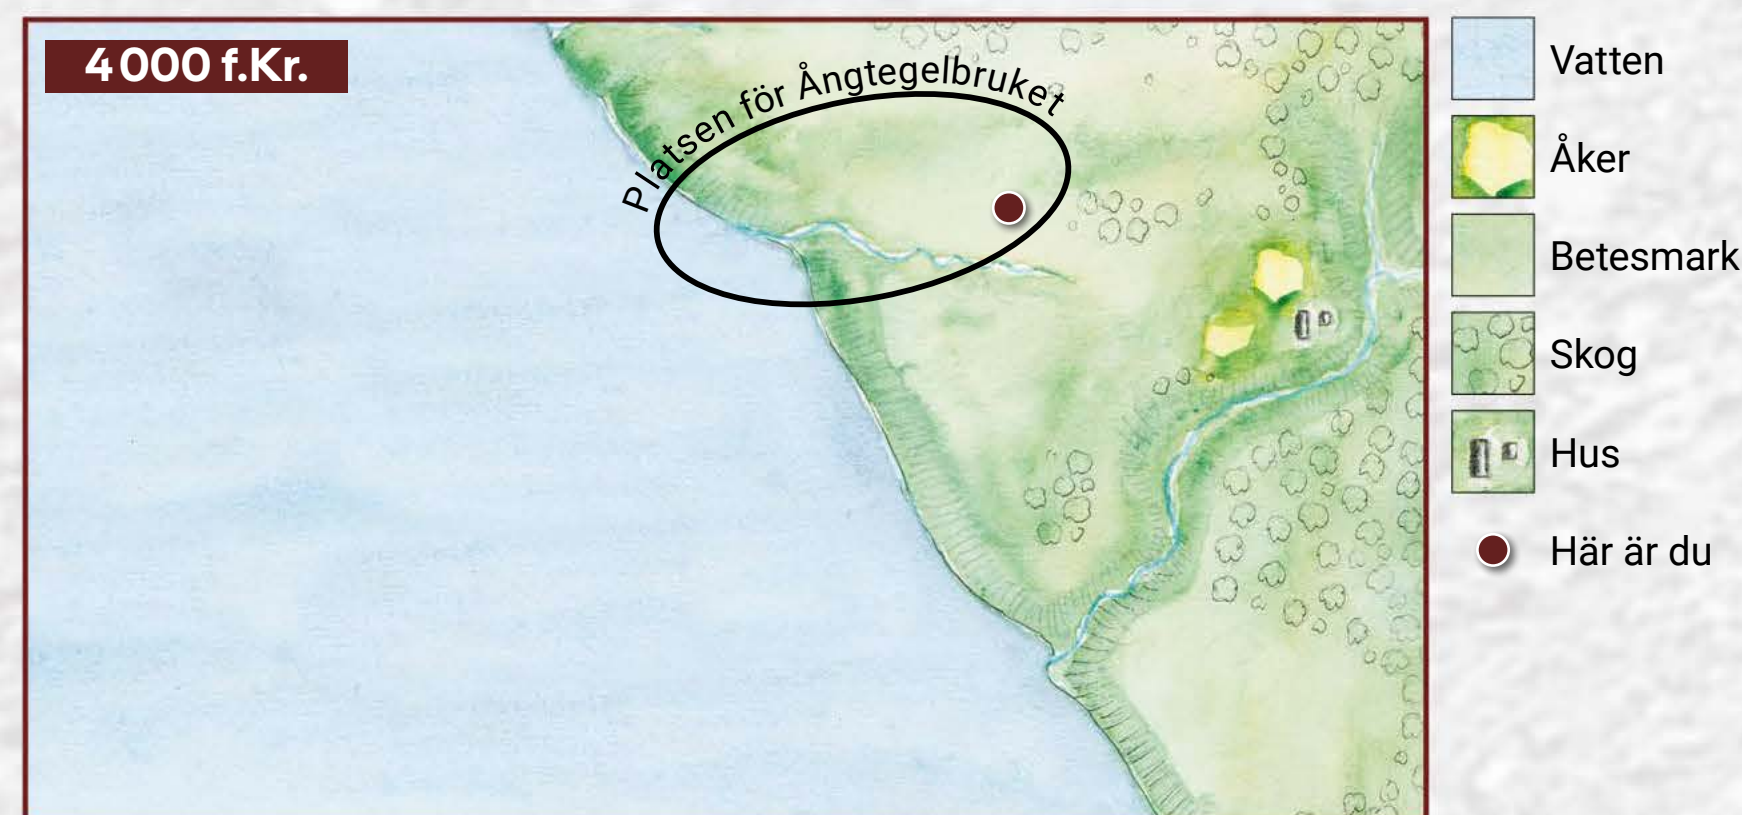 4000 f.Kr.
Platsen för Ångtegelbruket
Vatten
Åker
Betesmark
Skog
Hus
Här är du